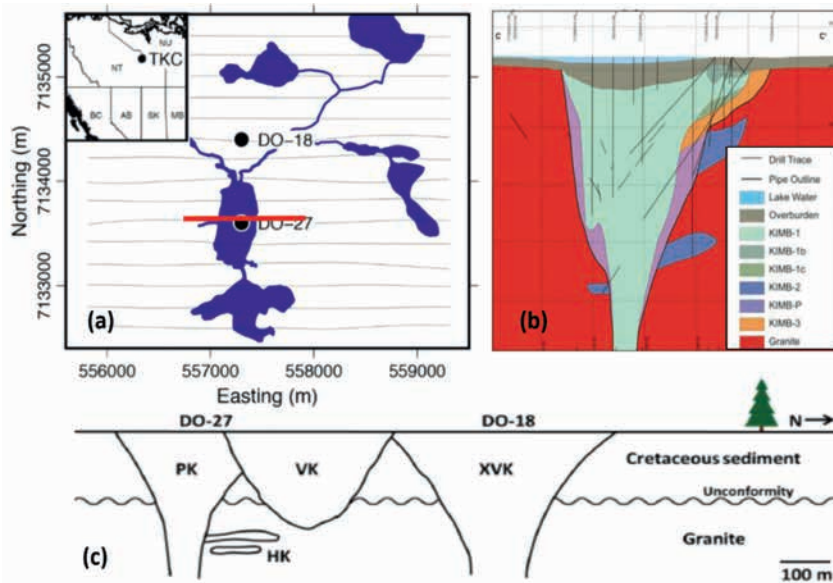 NU
TKC
NT
BC
AB
SK
MB
7135000
7134000
7133000
Northing (m)
DO–18
DO–27
(a)
556000 557000 558000 559000
Easting (m)
C
C'
Drill Trace
Pipe Outline
Lake Water
Overburden
KIMB-1
KIMB-1b
KIMB-1c
KIMB-2
KIMB-P
KIMB-3
Granite
(b)
DO-27 DO-18 N
PK VK XVK Cretaceous sediment
Unconformity
HK Granite
(c) 100 m